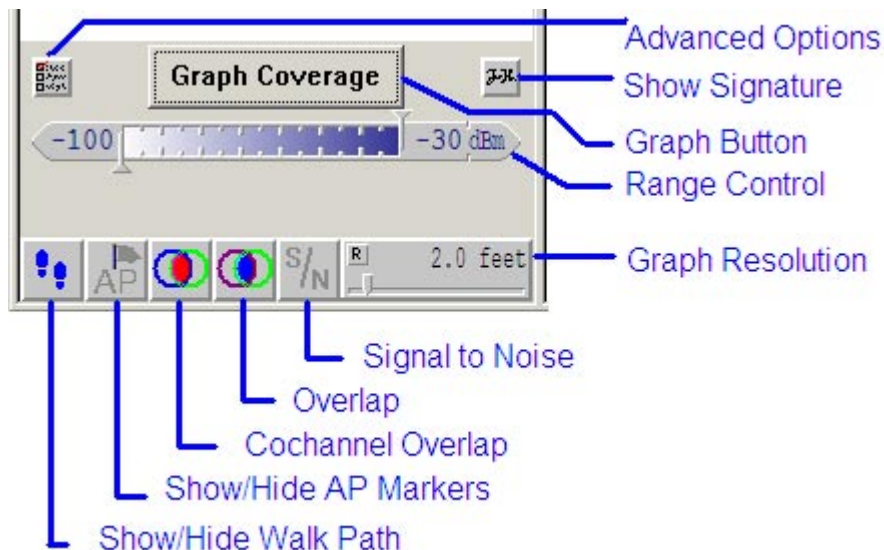 Advanced Options
Graph Coverage
Show Signature
-100
-30 dBm
Graph Button
Range Control
AP
S/N
R
2.0 feet
Graph Resolution
Signal to Noise
Overlap
Cochannel Overlap
Show/Hide AP Markers
Show/Hide Walk Path